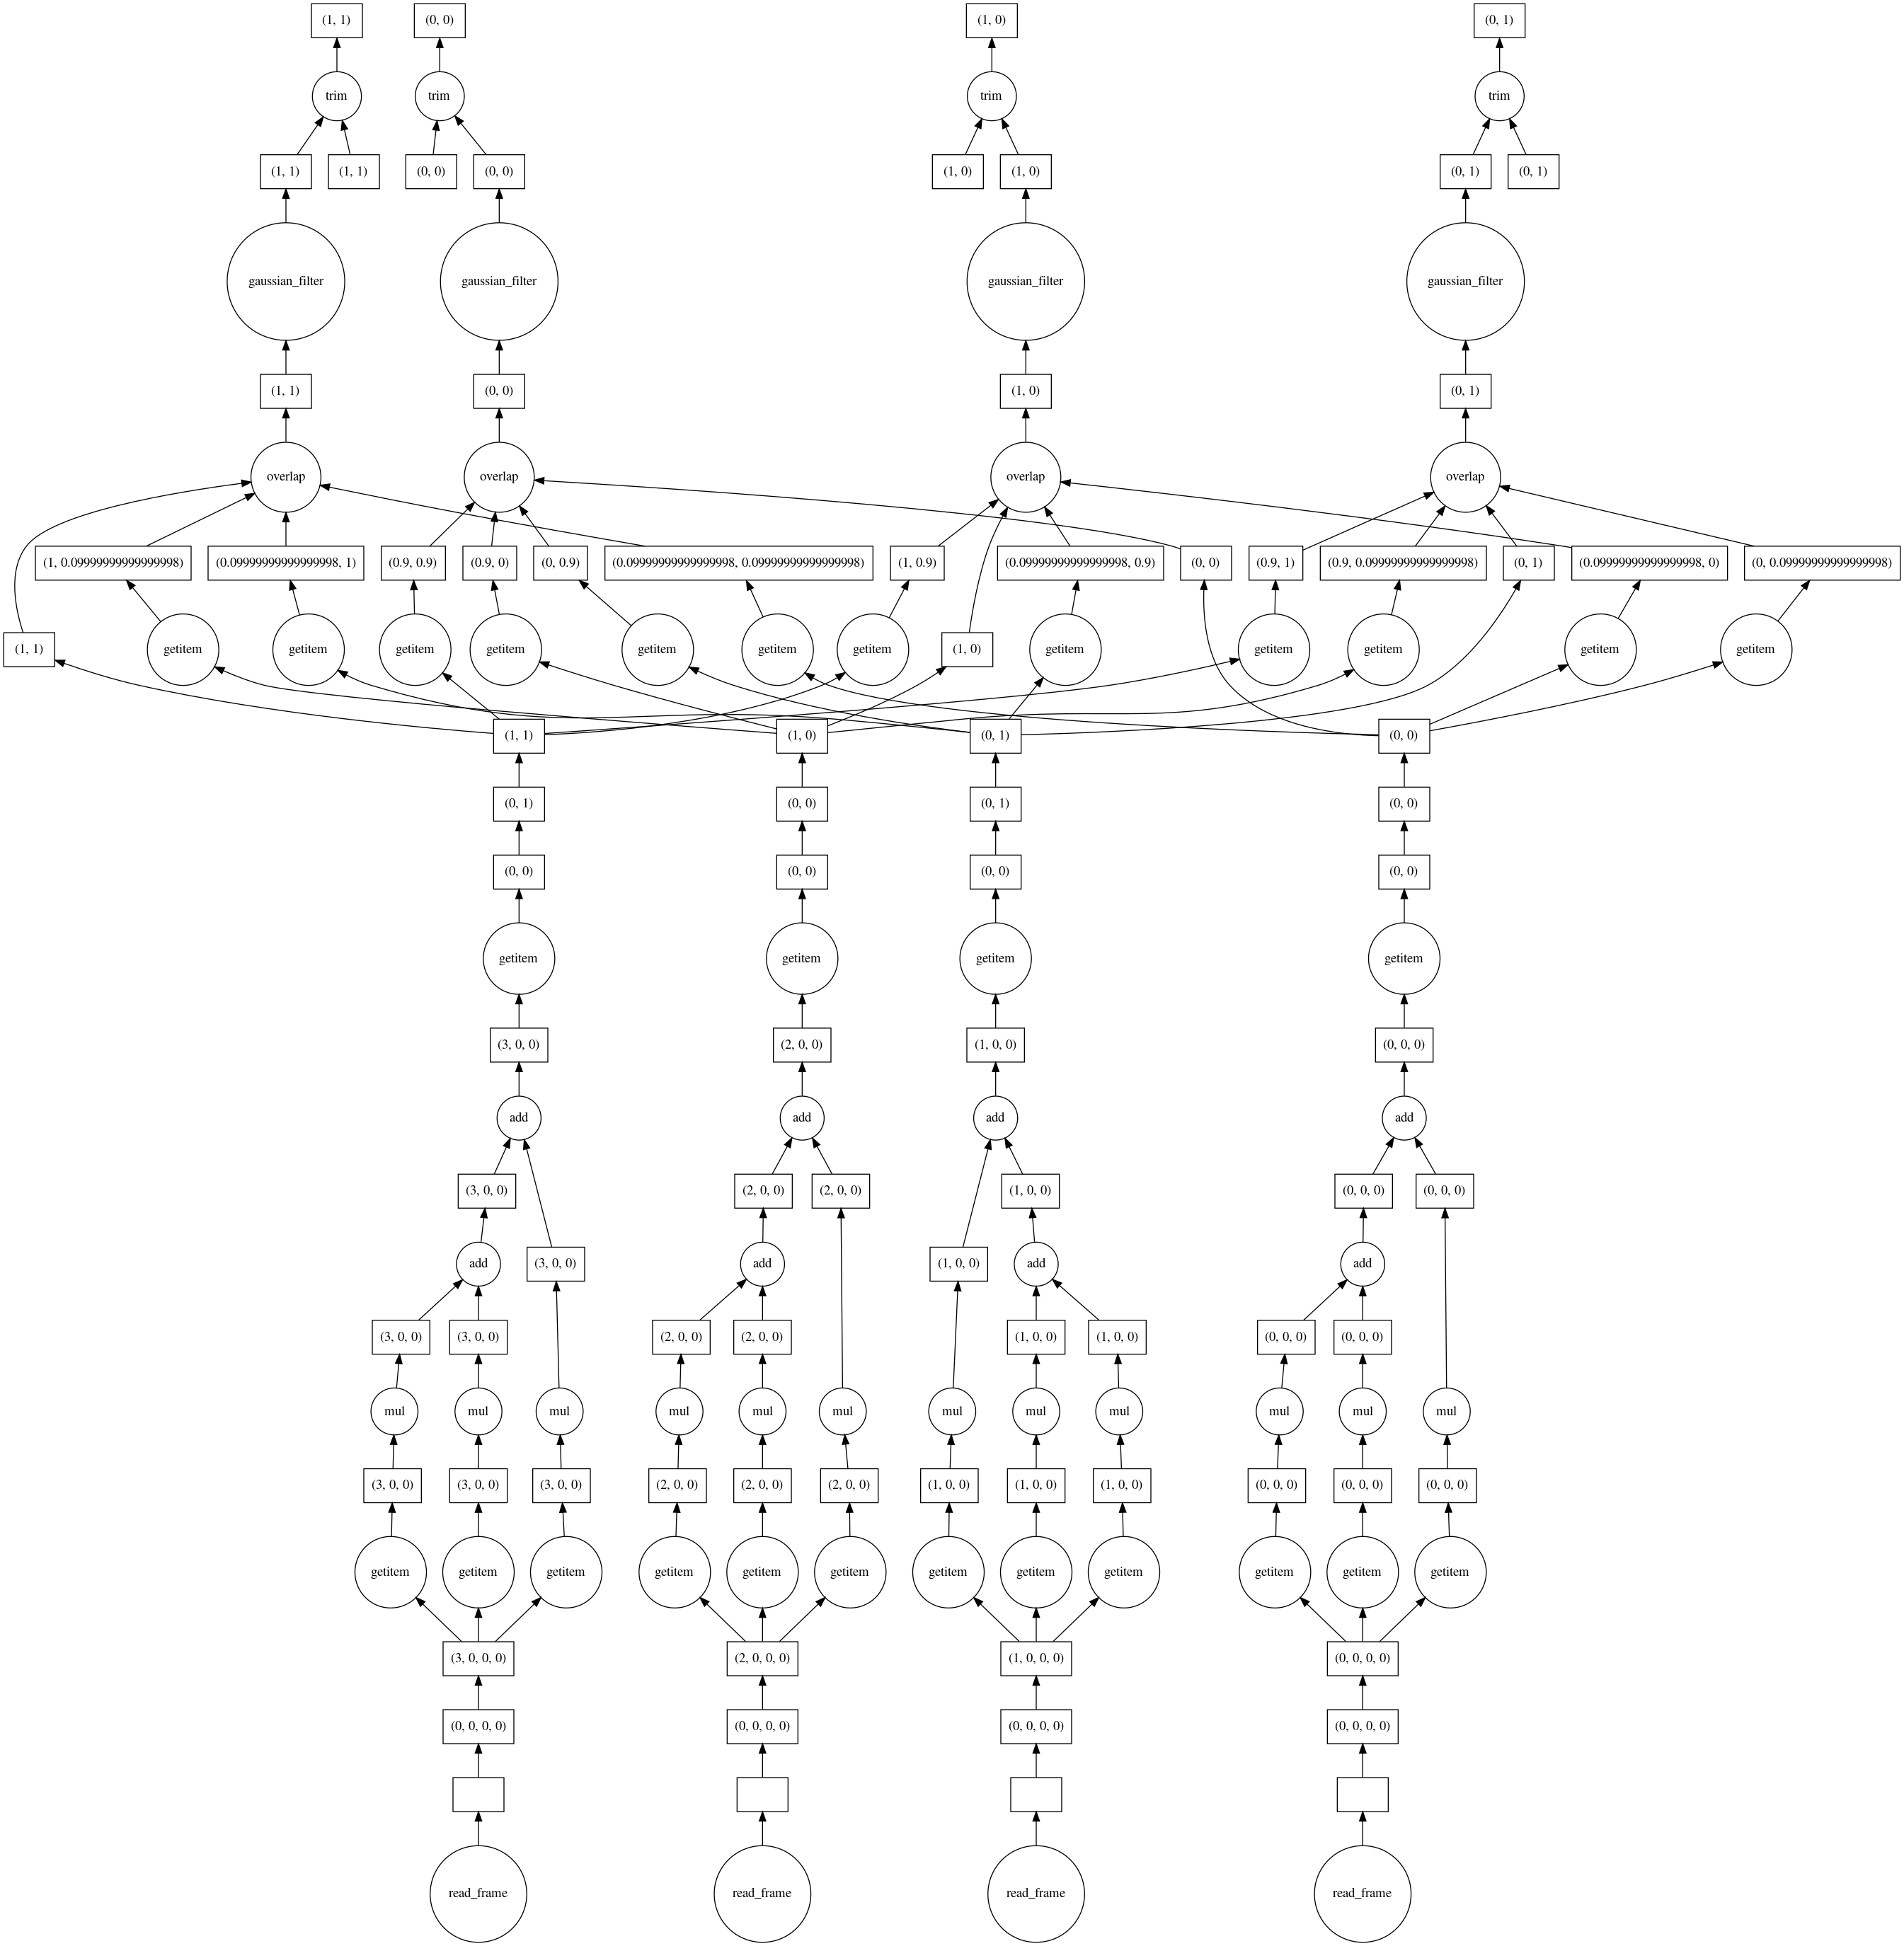 (1, 1)
(0, 0)
(1, 0)
(0, 1)
trim
trim
trim
trim
(1, 1)
(1, 1)
(0, 0)
(0, 0)
(1, 0)
(1, 0)
(0, 1)
(0, 1)
gaussian_filter
gaussian_filter
gaussian_filter
gaussian_filter
(1, 1)
(0, 0)
(1, 0)
(0, 1)
overlap
overlap
overlap
overlap
(1, 0.09999999999999998)
(0.09999999999999998, 1)
(0.9, 0.9)
(0.9, 0)
(0, 0.9)
(0.09999999999999998, 0.09999999999999998)
(1, 0.9)
(0.09999999999999998, 0.9)
(0, 0)
(0.9, 1)
(0.9, 0.09999999999999998)
(0, 1)
(0.09999999999999998, 0)
(0, 0.09999999999999998)
(1, 1)
getitem
getitem
getitem
getitem
getitem
getitem
getitem
(1, 0)
getitem
getitem
getitem
getitem
getitem
(1, 1)
(1, 0)
(0, 1)
(0, 0)
(0, 1)
(0, 0)
(0, 1)
(0, 0)
(0, 0)
(0, 0)
(0, 0)
(0, 0)
getitem
getitem
getitem
getitem
(3, 0, 0)
(2, 0, 0)
(1, 0, 0)
(0, 0, 0)
add
add
add
add
(3, 0, 0)
(2, 0, 0)
(2, 0, 0)
(1, 0, 0)
(0, 0, 0)
(0, 0, 0)
add
(3, 0, 0)
add
(1, 0, 0)
add
add
(3, 0, 0)
(3, 0, 0)
(2, 0, 0)
(2, 0, 0)
(1, 0, 0)
(1, 0, 0)
(0, 0, 0)
(0, 0, 0)
mul
mul
mul
mul
mul
mul
mul
mul
mul
mul
mul
mul
(3, 0, 0)
(3, 0, 0)
(3, 0, 0)
(2, 0, 0)
(2, 0, 0)
(2, 0, 0)
(1, 0, 0)
(1, 0, 0)
(1, 0, 0)
(0, 0, 0)
(0, 0, 0)
(0, 0, 0)
getitem
getitem
getitem
getitem
getitem
getitem
getitem
getitem
getitem
getitem
getitem
getitem
(3, 0, 0, 0)
(2, 0, 0, 0)
(1, 0, 0, 0)
(0, 0, 0, 0)
(0, 0, 0, 0)
(0, 0, 0, 0)
(0, 0, 0, 0)
(0, 0, 0, 0)
read_frame
read_frame
read_frame
read_frame